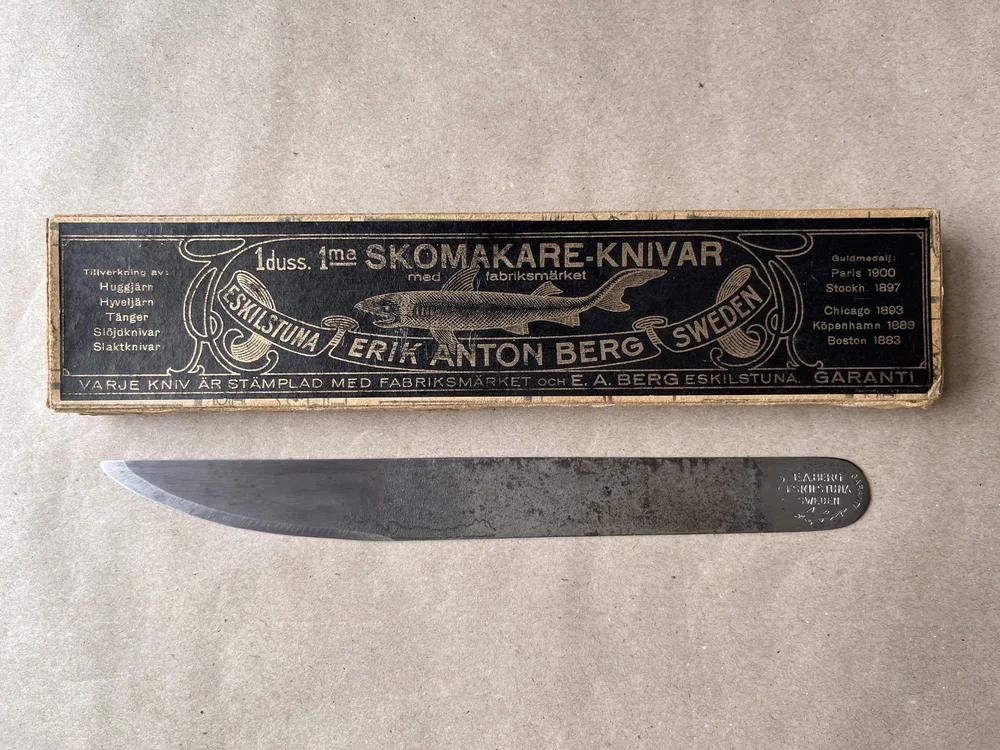 1duss. 1ma SKOMAKARE-KNIVAR
med fabriksmärket
ESKILSTUNA
SWEDEN
ERIK ANTON BERG
Tillverkning av:
Huggjärn
Hyveljärn
Tänger
Slöjdknivar
Slaktknivar
Guldmedalj:
Paris 1900
Stockh. 1897
Chicago 1893
Köpenhamn 1888
Boston 1883
VARJE KNIV ÄR STÄMPLAD MED FABRIKSMÄRKET OCH E. A. BERG ESKILSTUNA. GARANTI
E.A.BERG
ESKILSTUNA
SWEDEN